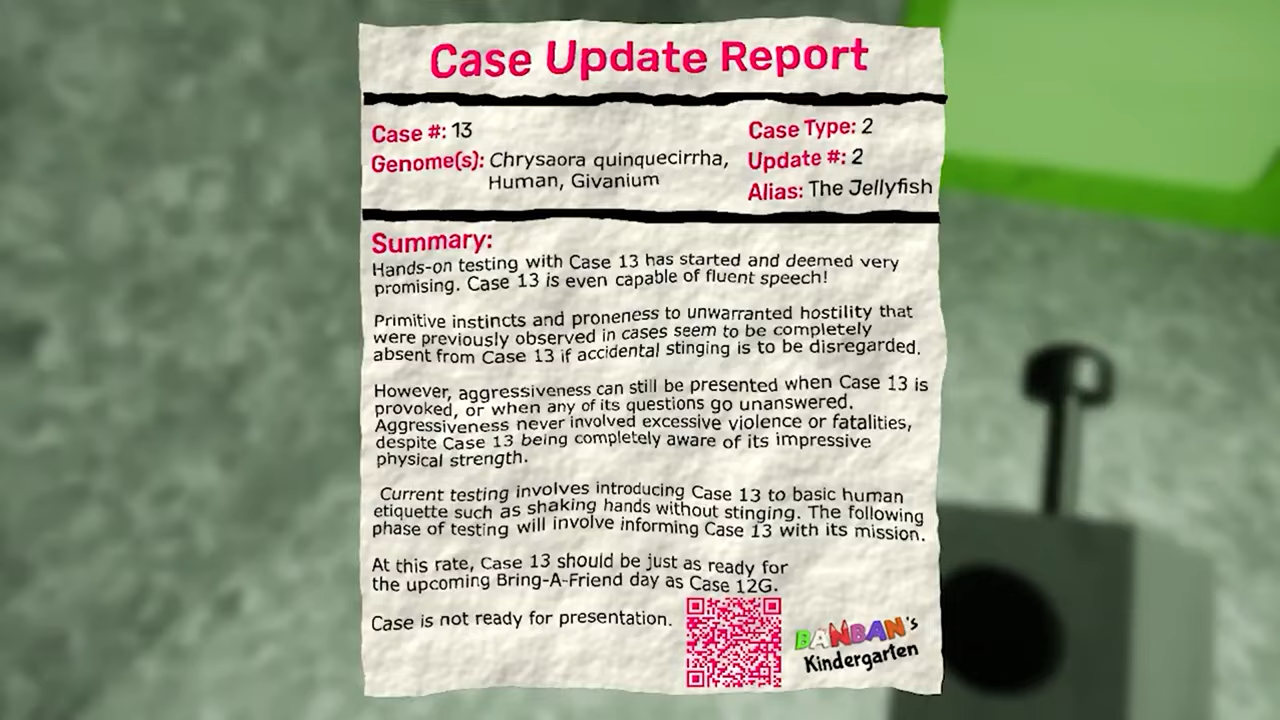 Case Update Report
Case #: 13
Case Type: 2
Genome(s): Chrysaora quinquecirrha,
Human, Givanium
Update #: 2
Alias: The Jellyfish
Summary:
Hands-on testing with Case 13 has started and deemed very
promising. Case 13 is even capable of fluent speech!
Primitive instincts and proneness to unwarranted hostility that
were previously observed in cases seem to be completely
absent from Case 13 if accidental stinging is to be disregarded.
However, aggressiveness can still be presented when Case 13 is
provoked, or when any of its questions go unanswered.
Aggressiveness never involved excessive violence or fatalities,
despite Case 13 being completely aware of its impressive
physical strength.
Current testing involves introducing Case 13 to basic human
etiquette such as shaking hands without stinging. The following
phase of testing will involve informing Case 13 with its mission.
At this rate, Case 13 should be just as ready for
the upcoming Bring-A-Friend day as Case 12G.
Case is not ready for presentation.
BANBAN's
Kindergarten